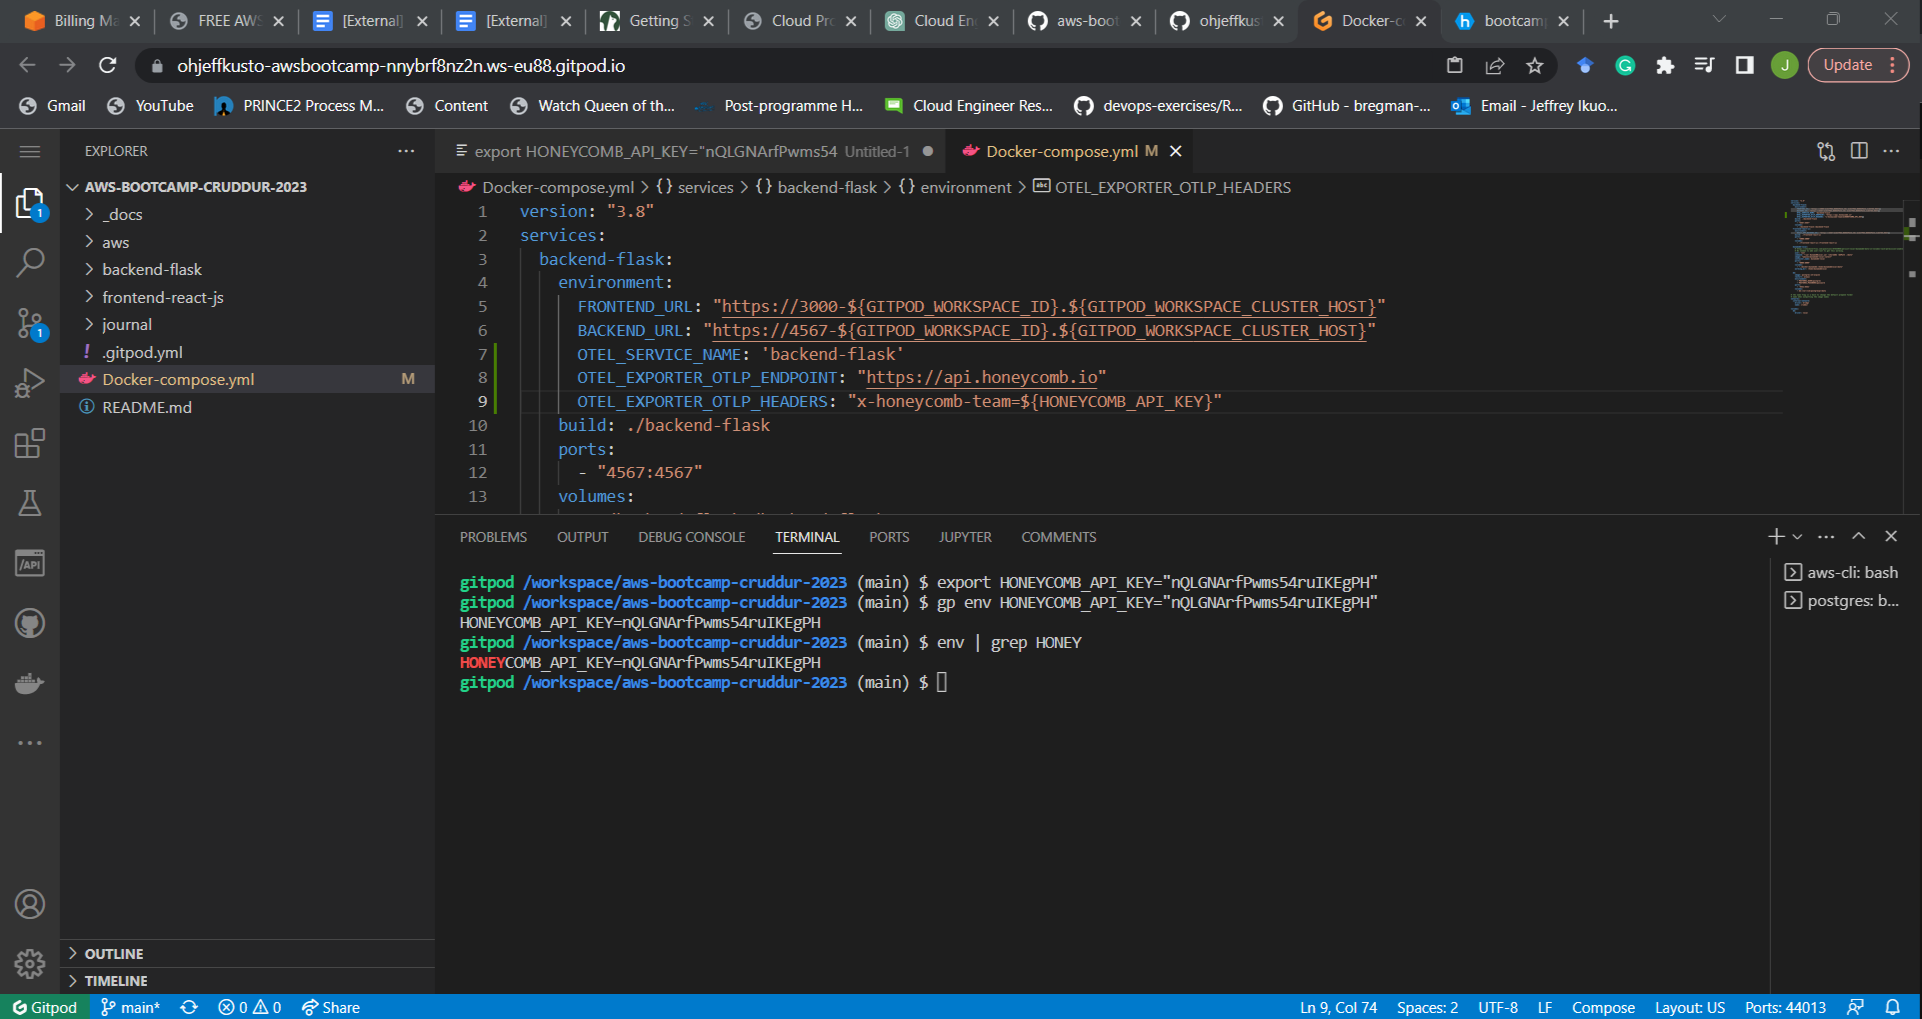 Billing Ma
FREE AWS
[External]
[External]
Getting S
Cloud Pro
Cloud En
aws-boot
ohjeffkus
Docker-c
bootcam
ohjeffkusto-awsbootcamp-nnybrf8nz2n.ws-eu88.gitpod.io
J
Update
Gmail
YouTube
PRINCE2 Process M...
Content
Watch Queen of th...
Post-programme H...
Cloud Engineer Res...
devops-exercises/R...
GitHub - bregman-...
Email - Jeffrey Ikuo...
EXPLORER
export HONEYCOMB_API_KEY="nQLGNArfPwms54 Untitled-1
Docker-compose.yml M
AWS-BOOTCAMP-CRUDDUR-2023
_docs
aws
backend-flask
frontend-react-js
journal
! .gitpod.yml
Docker-compose.yml M
README.md
1
1
/API
OUTLINE
TIMELINE
Docker-compose.yml > {} services > {} backend-flask > {} environment > abc OTEL_EXPORTER_OTLP_HEADERS
1 version: "3.8"
2 services:
3 backend-flask:
4 environment:
5 FRONTEND_URL: "https://3000-${GITPOD_WORKSPACE_ID}.${GITPOD_WORKSPACE_CLUSTER_HOST}"
6 BACKEND_URL: "https://4567-${GITPOD_WORKSPACE_ID}.${GITPOD_WORKSPACE_CLUSTER_HOST}"
7 OTEL_SERVICE_NAME: 'backend-flask'
8 OTEL_EXPORTER_OTLP_ENDPOINT: "https://api.honeycomb.io"
9 OTEL_EXPORTER_OTLP_HEADERS: "x-honeycomb-team=${HONEYCOMB_API_KEY}"
10 build: ./backend-flask
11 ports:
12 - "4567:4567"
13 volumes:
PROBLEMS OUTPUT DEBUG CONSOLE TERMINAL PORTS JUPYTER COMMENTS
gitpod /workspace/aws-bootcamp-cruddur-2023 (main) $ export HONEYCOMB_API_KEY="nQLGNArfPwms54ruIKEgPH"
gitpod /workspace/aws-bootcamp-cruddur-2023 (main) $ gp env HONEYCOMB_API_KEY="nQLGNArfPwms54ruIKEgPH"
HONEYCOMB_API_KEY=nQLGNArfPwms54ruIKEgPH
gitpod /workspace/aws-bootcamp-cruddur-2023 (main) $ env | grep HONEY
HONEYCOMB_API_KEY=nQLGNArfPwms54ruIKEgPH
gitpod /workspace/aws-bootcamp-cruddur-2023 (main) $
aws-cli: bash
postgres: b...
Gitpod main* 0 0 Share
Ln 9, Col 74 Spaces: 2 UTF-8 LF Compose Layout: US Ports: 44013